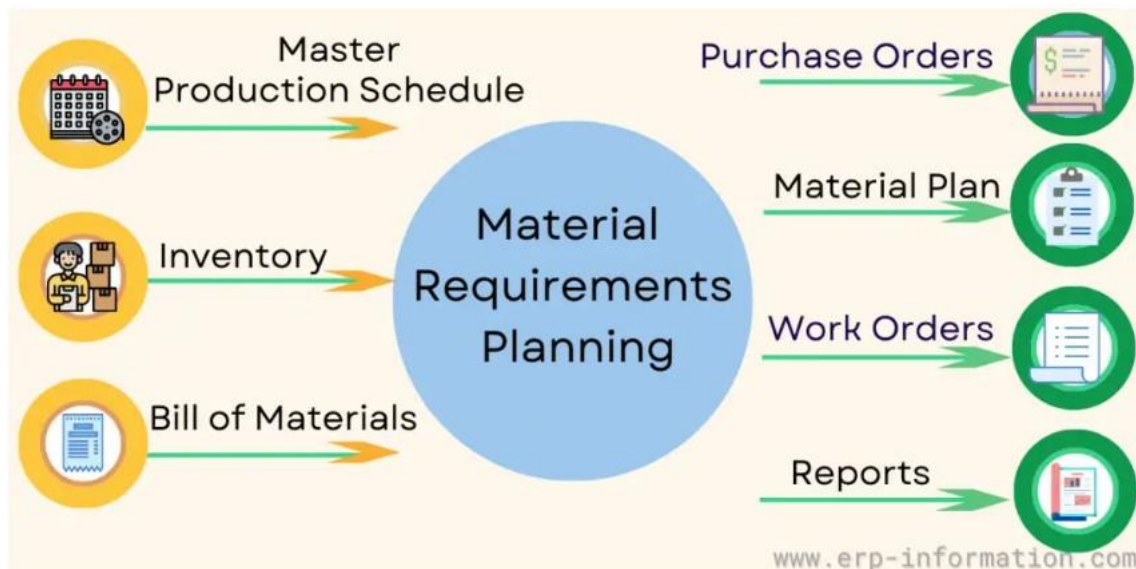 Master
Production Schedule
Inventory
Bill of Materials
Material
Requirements
Planning
Purchase Orders
Material Plan
Work Orders
Reports
www.erp-information.com